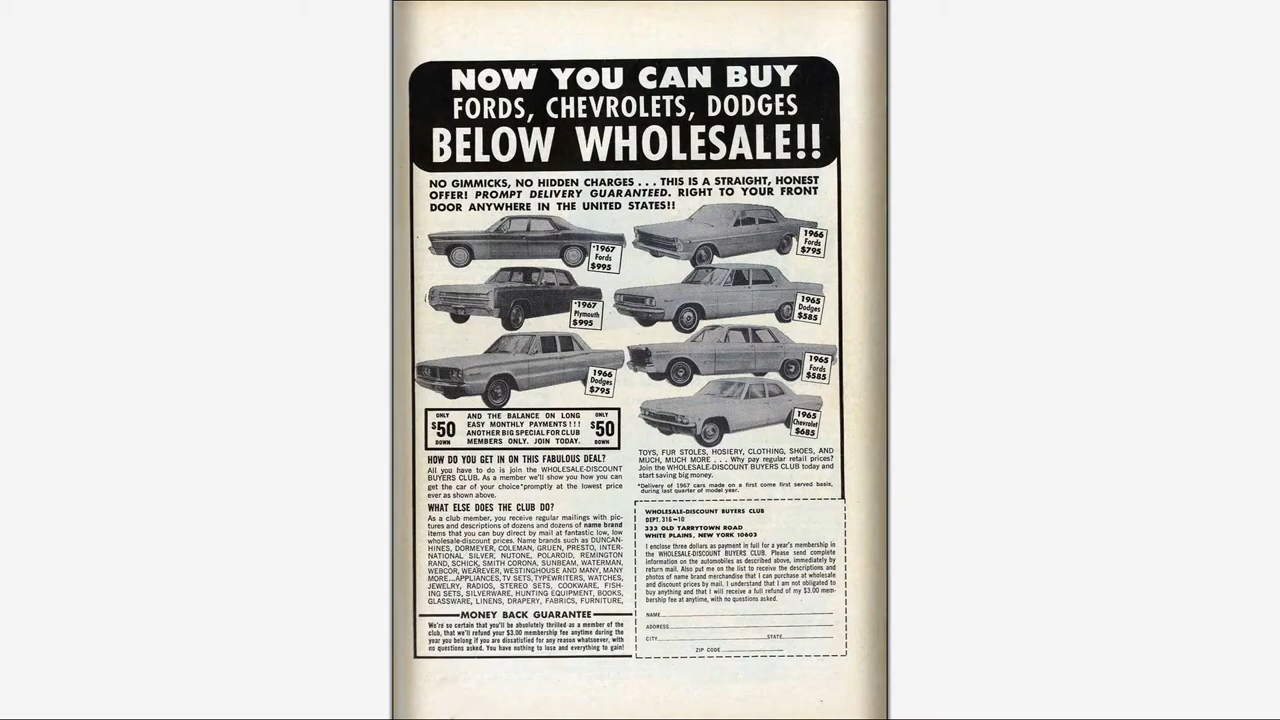 NOW YOU CAN BUY
FORDS, CHEVROLETS, DODGES
BELOW WHOLESALE!!
NO GIMMICKS, NO HIDDEN CHARGES . . . THIS IS A STRAIGHT, HONEST
OFFER! PROMPT DELIVERY GUARANTEED. RIGHT TO YOUR FRONT
DOOR ANYWHERE IN THE UNITED STATES!!
*1967
Fords
$995
1966
Fords
$795
*1967
Plymouth
$995
1965
Dodges
$585
1966
Dodges
$795
1965
Fords
$585
1965
Chevrolet
$685
ONLY
$50
DOWN
AND THE BALANCE ON LONG
EASY MONTHLY PAYMENTS!!!
ANOTHER BIG SPECIAL FOR CLUB
MEMBERS ONLY. JOIN TODAY.
ONLY
$50
DOWN
HOW DO YOU GET IN ON THIS FABULOUS DEAL?
All you have to do is join the WHOLESALE-DISCOUNT
BUYERS CLUB. As a member we'll show you how you can
get the car of your choice*promptly at the lowest price
ever as shown above.
WHAT ELSE DOES THE CLUB DO?
As a club member, you receive regular mailings with pic-
tures and descriptions of dozens and dozens of name brand
items that you can buy direct by mail at fantastic low, low
wholesale-discount prices. Name brands such as DUNCAN-
HINES, DORMEYER, COLEMAN, GRUEN, PRESTO, INTER-
NATIONAL SILVER, NUTONE, POLAROID, REMINGTON
RAND, SCHICK, SMITH CORONA, SUNBEAM, WATERMAN,
WEBCOR, WEAREVER, WESTINGHOUSE AND MANY, MANY
MORE...APPLIANCES, TV SETS, TYPEWRITERS, WATCHES,
JEWELRY, RADIOS, STEREO SETS, COOKWARE, FISH-
ING SETS, SILVERWARE, HUNTING EQUIPMENT, BOOKS,
GLASSWARE, LINENS, DRAPERY, FABRICS, FURNITURE,
TOYS, FUR STOLES, HOSIERY, CLOTHING, SHOES, AND
MUCH, MUCH MORE . . . Why pay regular retail prices?
Join the WHOLESALE-DISCOUNT BUYERS CLUB today and
start saving big money.
*Delivery of 1967 cars made on a first come first served basis,
during last quarter of model year.
MONEY BACK GUARANTEE
We're so certain that you'll be absolutely thrilled as a member of the
club, that we'll refund your $3.00 membership fee anytime during the
year you belong if you are dissatisfied for any reason whatsoever, with
no questions asked. You have nothing to lose and everything to gain!
WHOLESALE-DISCOUNT BUYERS CLUB
DEPT. 316-10
333 OLD TARRYTOWN ROAD
WHITE PLAINS, NEW YORK 10603
I enclose three dollars as payment in full for a year's membership in
the WHOLESALE-DISCOUNT BUYERS CLUB. Please send complete
information on the automobiles as described above, immediately by
return mail. Also put me on the list to receive the descriptions and
photos of name brand merchandise that I can purchase at wholesale
and discount prices by mail. I understand that I am not obligated to
buy anything and that I will receive a full refund of my $3.00 mem-
bership fee at anytime, with no questions asked.
NAME
ADDRESS
CITY STATE
ZIP CODE